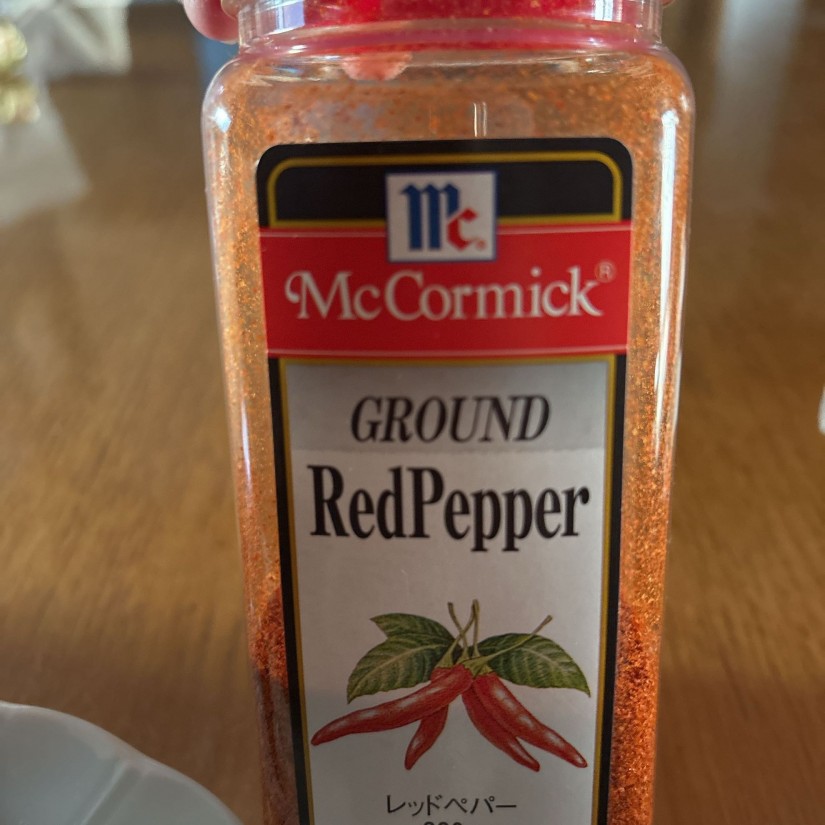 Mc
McCormick®
GROUND
RedPepper
レッドペパー